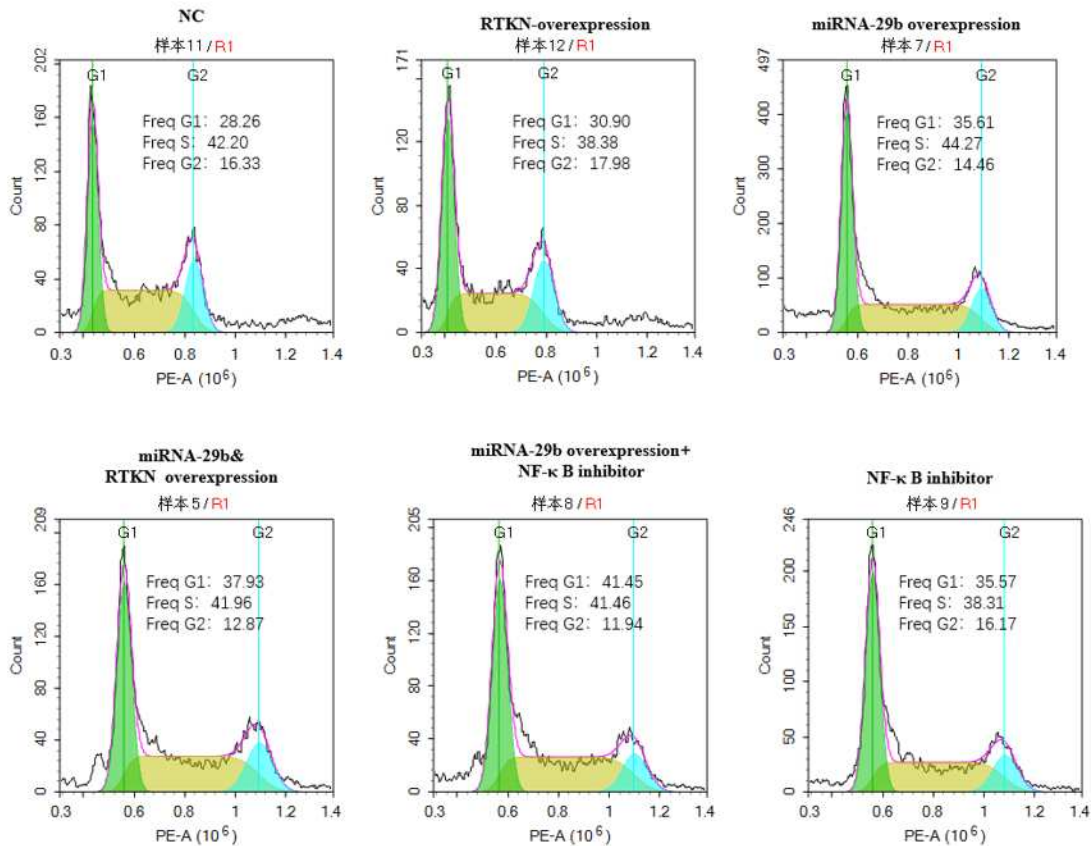 NC
样本11/R1
202
160
120
80
40
0
Count
G1
G2
Freq G1: 28.26
Freq S: 42.20
Freq G2: 16.33
0.3 0.6 0.8 1 1.2 1.4
PE-A (10⁶)
RTKN-overexpression
样本12/R1
171
160
120
80
40
0
Count
G1
G2
Freq G1: 30.90
Freq S: 38.38
Freq G2: 17.98
0.3 0.6 0.8 1 1.2 1.4
PE-A (10⁶)
miRNA-29b overexpression
样本7/R1
497
400
300
200
100
0
Count
G1
G2
Freq G1: 35.61
Freq S: 44.27
Freq G2: 14.46
0.3 0.6 1 1.2 1.4
PE-A (10⁶)
miRNA-29b&
RTKN overexpression
样本5/R1
209
160
120
80
40
0
Count
G1
G2
Freq G1: 37.93
Freq S: 41.96
Freq G2: 12.87
0.3 0.6 1 1.2 1.4
PE-A (10⁶)
miRNA-29b overexpression+
NF-κ B inhibitor
样本8/R1
205
160
120
80
40
0
Count
G1
G2
Freq G1: 41.45
Freq S: 41.46
Freq G2: 11.94
0.3 0.6 1 1.2 1.4
PE-A (10⁶)
NF-κ B inhibitor
样本9/R1
246
200
150
100
50
0
Count
G1
G2
Freq G1: 35.57
Freq S: 38.31
Freq G2: 16.17
0.3 0.6 1 1.2 1.4
PE-A (10⁶)